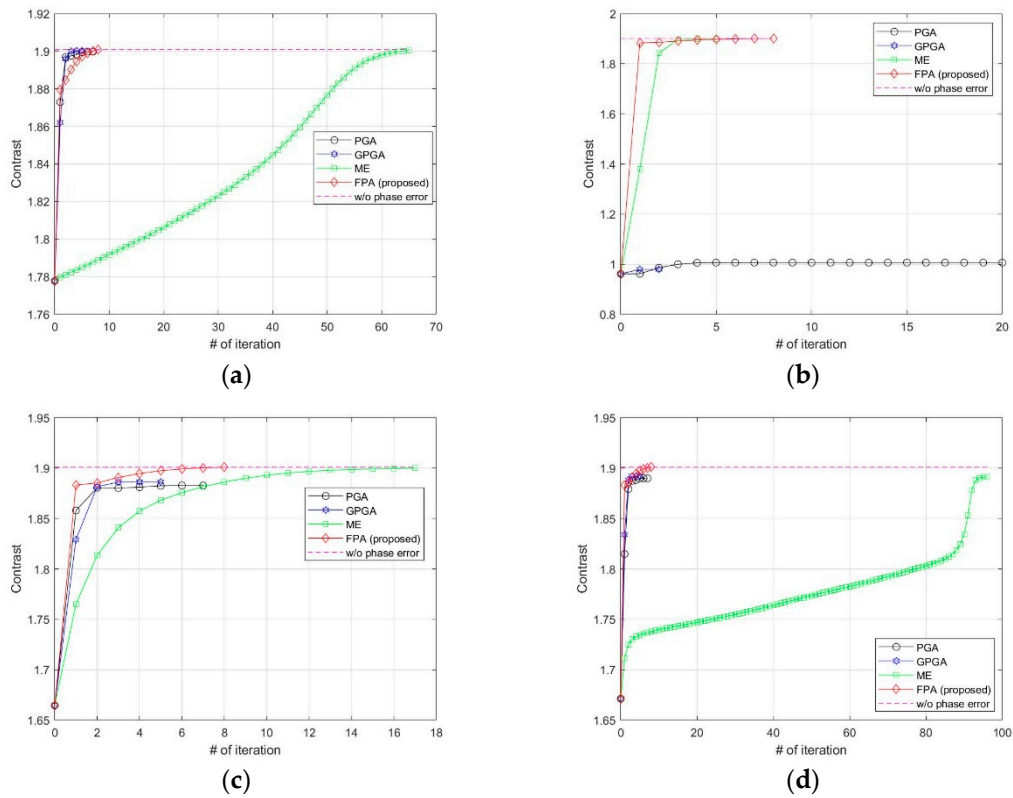 1.92
1.9
1.88
1.86
1.84
1.82
1.8
1.78
1.76
Contrast
0 10 20 30 40 50 60 70
# of iteration
PGA
GPGA
ME
FPA (proposed)
w/o phase error
(a)
2
1.8
1.6
1.4
1.2
1
0.8
Contrast
0 5 10 15 20
# of iteration
PGA
GPGA
ME
FPA (proposed)
w/o phase error
(b)
1.95
1.9
1.85
1.8
1.75
1.7
1.65
Contrast
0 2 4 6 8 10 12 14 16 18
# of iteration
PGA
GPGA
ME
FPA (proposed)
w/o phase error
(c)
1.95
1.9
1.85
1.8
1.75
1.7
1.65
Contrast
0 20 40 60 80 100
# of iteration
PGA
GPGA
ME
FPA (proposed)
w/o phase error
(d)